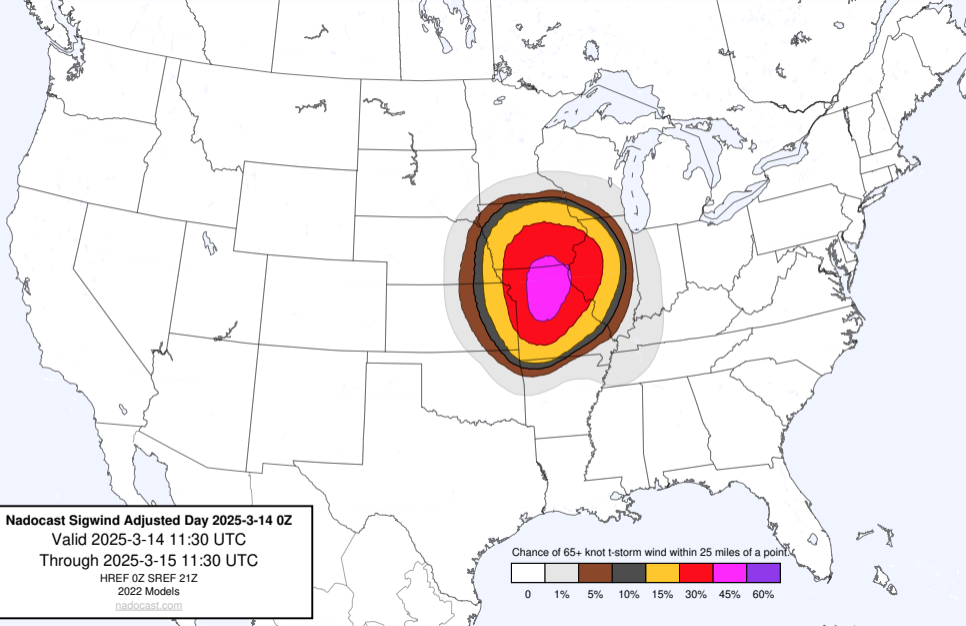 Nadocast Sigwind Adjusted Day 2025-3-14 0Z
Valid 2025-3-14 11:30 UTC
Through 2025-3-15 11:30 UTC
HREF 0Z SREF 21Z
2022 Models
nadocast.com
Chance of 65+ knot t-storm wind within 25 miles of a point.
0 1% 5% 10% 15% 30% 45% 60%